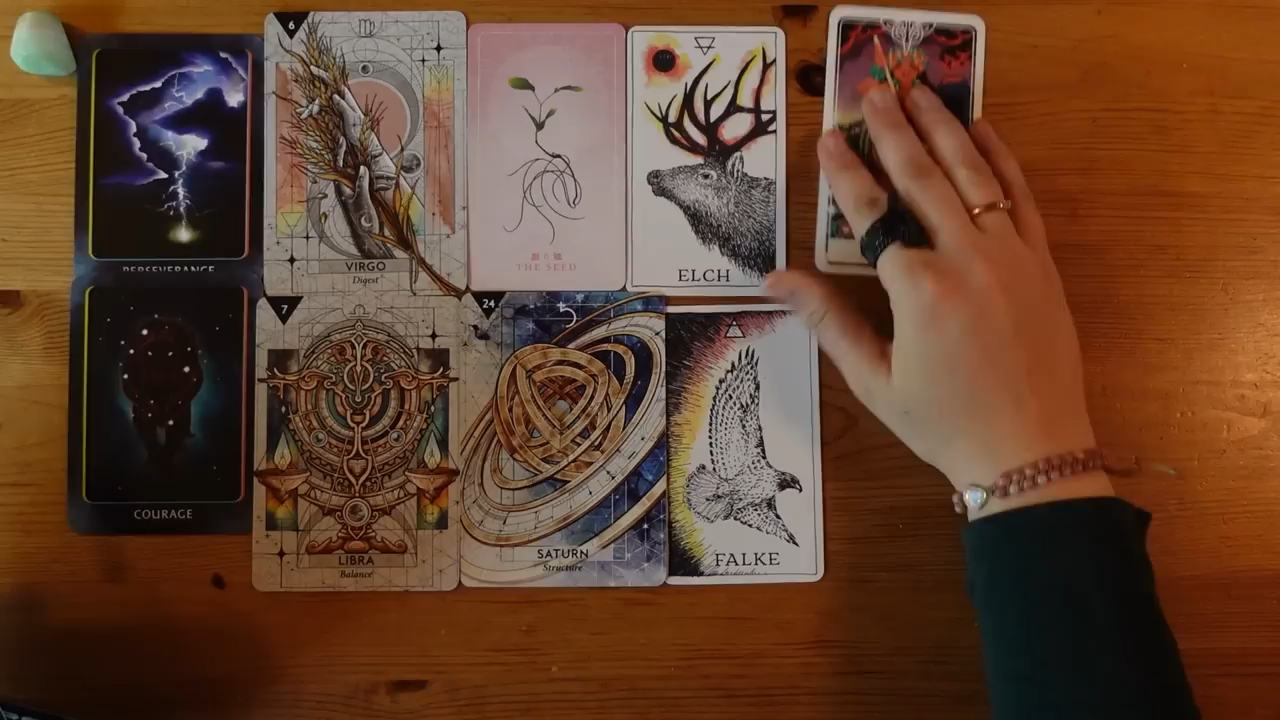 PERSEVERANCE
6
VIRGO
Digest
THE SEED
ELCH
COURAGE
7
LIBRA
Balance
24
SATURN
Structure
FALKE